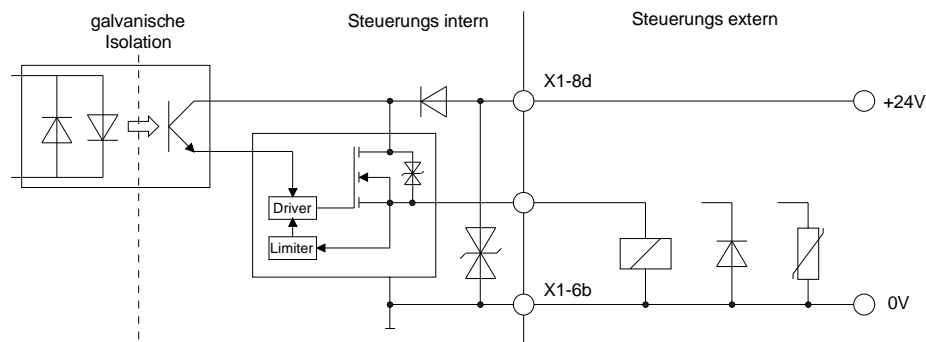 galvanische
Isolation
Steuerungs intern
Steuerungs extern
X1-8d
+24V
Driver
Limiter
X1-6b
0V